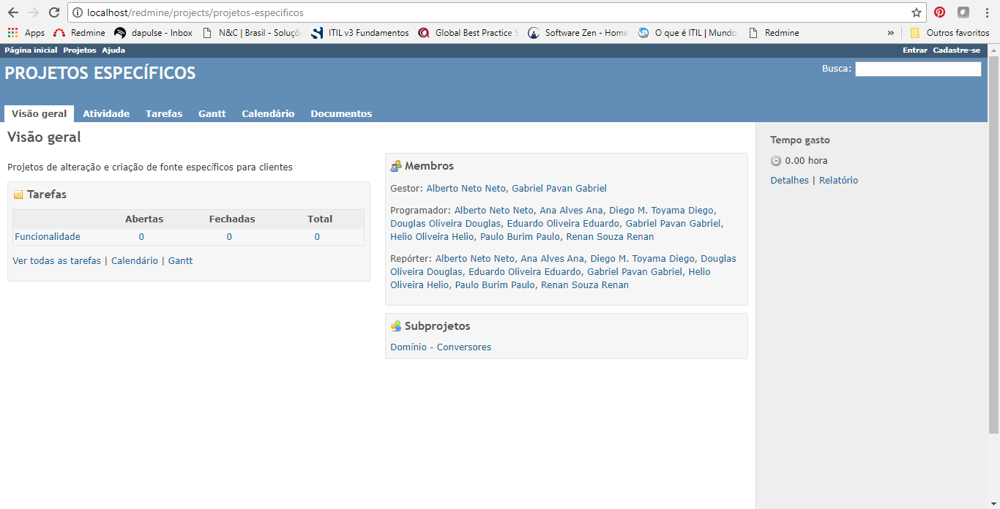 localhost/redmine/projects/projetos-especificos
Apps Redmine dapulse - Inbox N&C | Brasil - Soluçõ ITIL v3 Fundamentos Global Best Practice S Software Zen - Home O que é ITIL | Mundo Redmine » Outros favoritos
Página inicial Projetos Ajuda Entrar Cadastre-se
PROJETOS ESPECÍFICOS Busca:
Visão geral Atividade Tarefas Gantt Calendário Documentos
Visão geral
Projetos de alteração e criação de fonte específicos para clientes
Tarefas
Abertas Fechadas Total
Funcionalidade 0 0 0
Ver todas as tarefas | Calendário | Gantt
Membros
Gestor: Alberto Neto Neto, Gabriel Pavan Gabriel
Programador: Alberto Neto Neto, Ana Alves Ana, Diego M. Toyama Diego,
Douglas Oliveira Douglas, Eduardo Oliveira Eduardo, Gabriel Pavan Gabriel,
Helio Oliveira Helio, Paulo Burim Paulo, Renan Souza Renan
Repórter: Alberto Neto Neto, Ana Alves Ana, Diego M. Toyama Diego, Douglas
Oliveira Douglas, Eduardo Oliveira Eduardo, Gabriel Pavan Gabriel, Helio
Oliveira Helio, Paulo Burim Paulo, Renan Souza Renan
Subprojetos
Domínio - Conversores
Tempo gasto
0.00 hora
Detalhes | Relatório